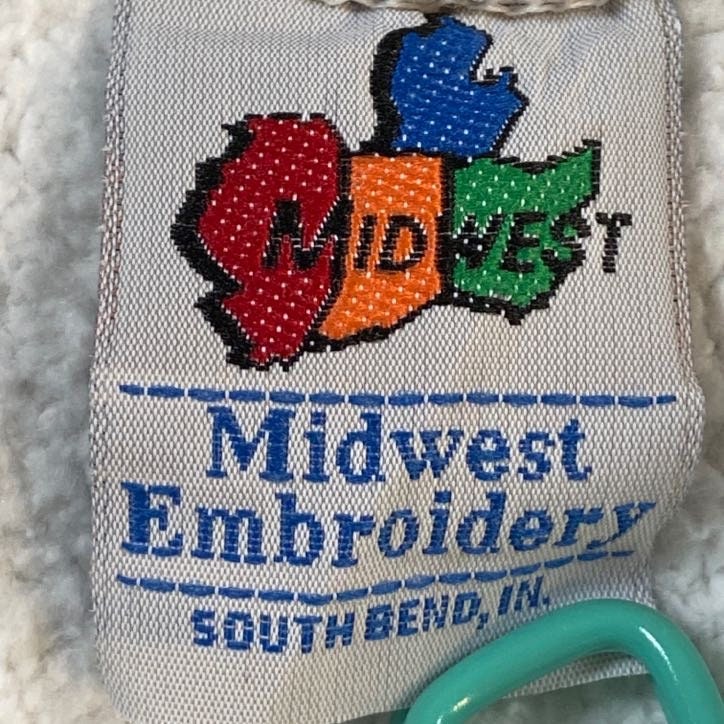 MIDWEST
Midwest
Embroidery
SOUTH BEND, IN.